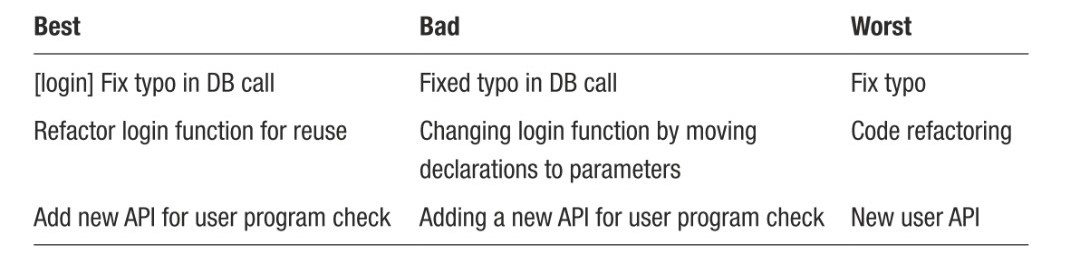 Best Bad Worst
[login] Fix typo in DB call Fixed typo in DB call Fix typo
Refactor login function for reuse Changing login function by moving Code refactoring
declarations to parameters
Add new API for user program check Adding a new API for user program check New user API